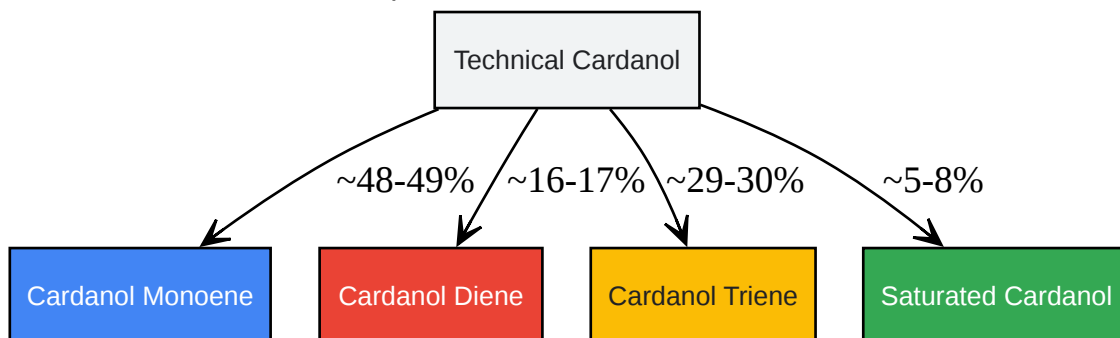 Technical Cardanol
~48-49%
~16-17%
~29-30%
~5-8%
Cardanol Monoene
Cardanol Diene
Cardanol Triene
Saturated Cardanol